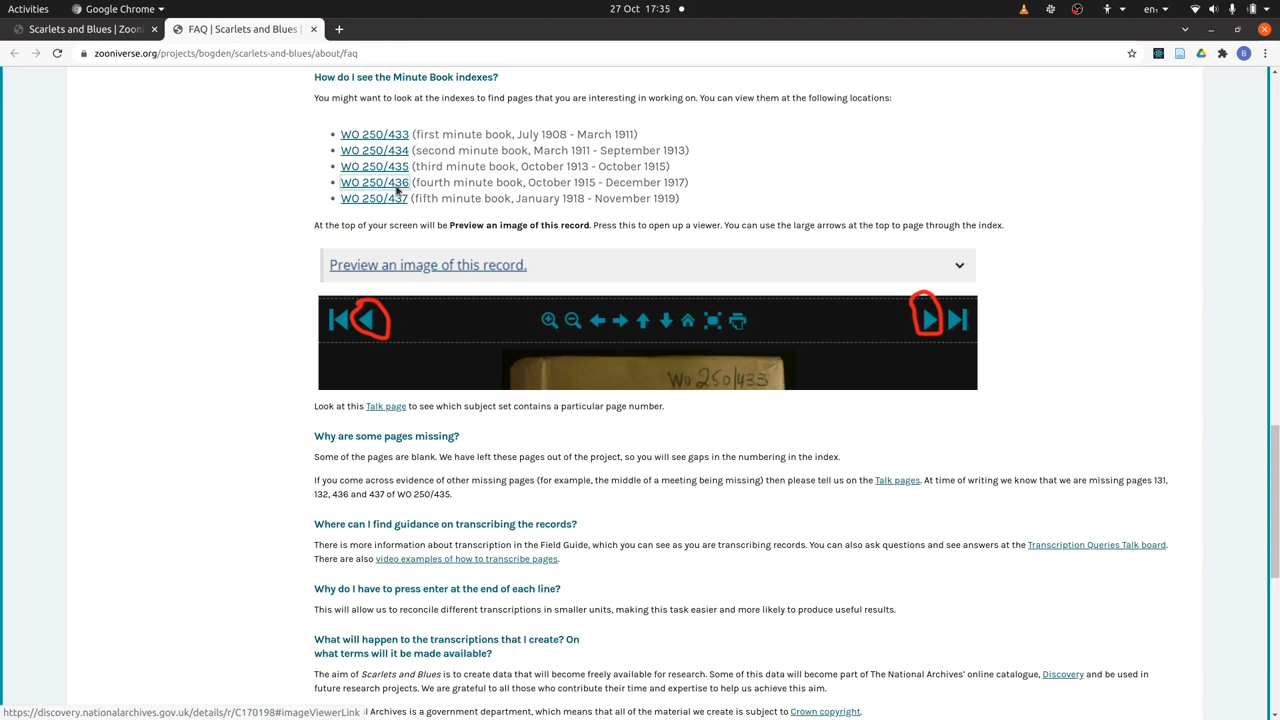 Activities
Google Chrome
27 Oct 17:35
en
Scarlets and Blues | Zooni
FAQ | Scarlets and Blues |
zooniverse.org/projects/bogden/scarlets-and-blues/about/faq
B
How do I see the Minute Book indexes?
You might want to look at the indexes to find pages that you are interesting in working on. You can view them at the following locations:
• WO 250/433 (first minute book, July 1908 - March 1911)
• WO 250/434 (second minute book, March 1911 - September 1913)
• WO 250/435 (third minute book, October 1913 - October 1915)
• WO 250/436 (fourth minute book, October 1915 - December 1917)
• WO 250/437 (fifth minute book, January 1918 - November 1919)
At the top of your screen will be Preview an image of this record. Press this to open up a viewer. You can use the large arrows at the top to page through the index.
Preview an image of this record.
WO 250/433
Look at this Talk page to see which subject set contains a particular page number.
Why are some pages missing?
Some of the pages are blank. We have left these pages out of the project, so you will see gaps in the numbering in the index.
If you come across evidence of other missing pages (for example, the middle of a meeting being missing) then please tell us on the Talk pages. At time of writing we know that we are missing pages 131,
132, 436 and 437 of WO 250/435.
Where can I find guidance on transcribing the records?
There is more information about transcription in the Field Guide, which you can see as you are transcribing records. You can also ask questions and see answers at the Transcription Queries Talk board.
There are also video examples of how to transcribe pages.
Why do I have to press enter at the end of each line?
This will allow us to reconcile different transcriptions in smaller units, making this task easier and more likely to produce useful results.
What will happen to the transcriptions that I create? On
what terms will it be made available?
The aim of Scarlets and Blues is to create data that will become freely available for research. Some of this data will become part of The National Archives' online catalogue, Discovery and be used in
future research projects. We are grateful to all those who contribute their time and expertise to help us achieve this aim.
https://discovery.nationalarchives.gov.uk/details/r/C170198#imageViewerLink
l Archives is a government department, which means that all of the material we create is subject to Crown copyright.